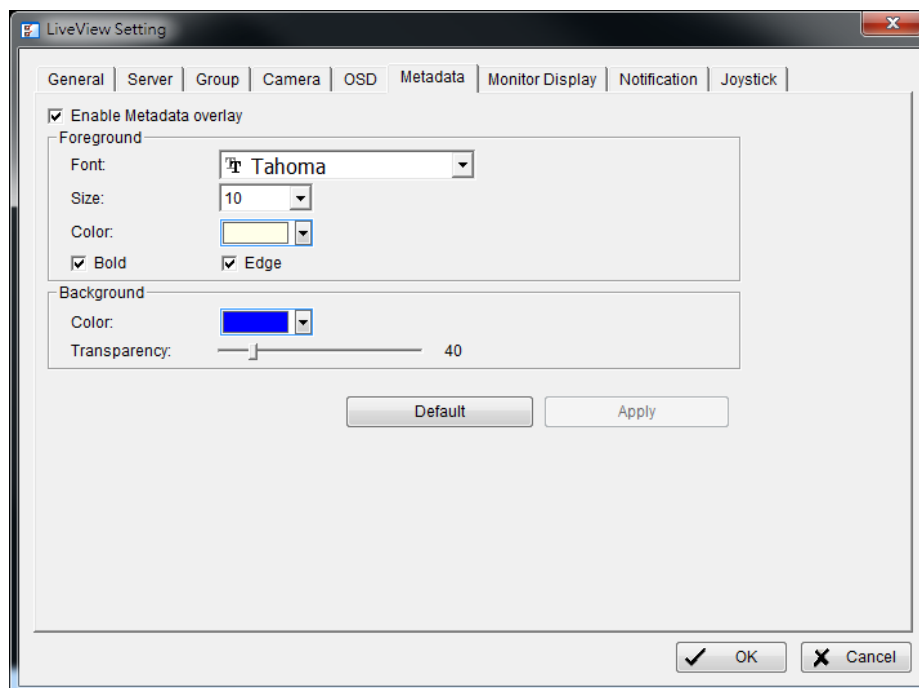 LiveView Setting
General Server Group Camera OSD Metadata Monitor Display Notification Joystick
Enable Metadata overlay
Foreground
Font: Tahoma
Size: 10
Color:
Bold Edge
Background
Color:
Transparency: 40
Default Apply
OK Cancel